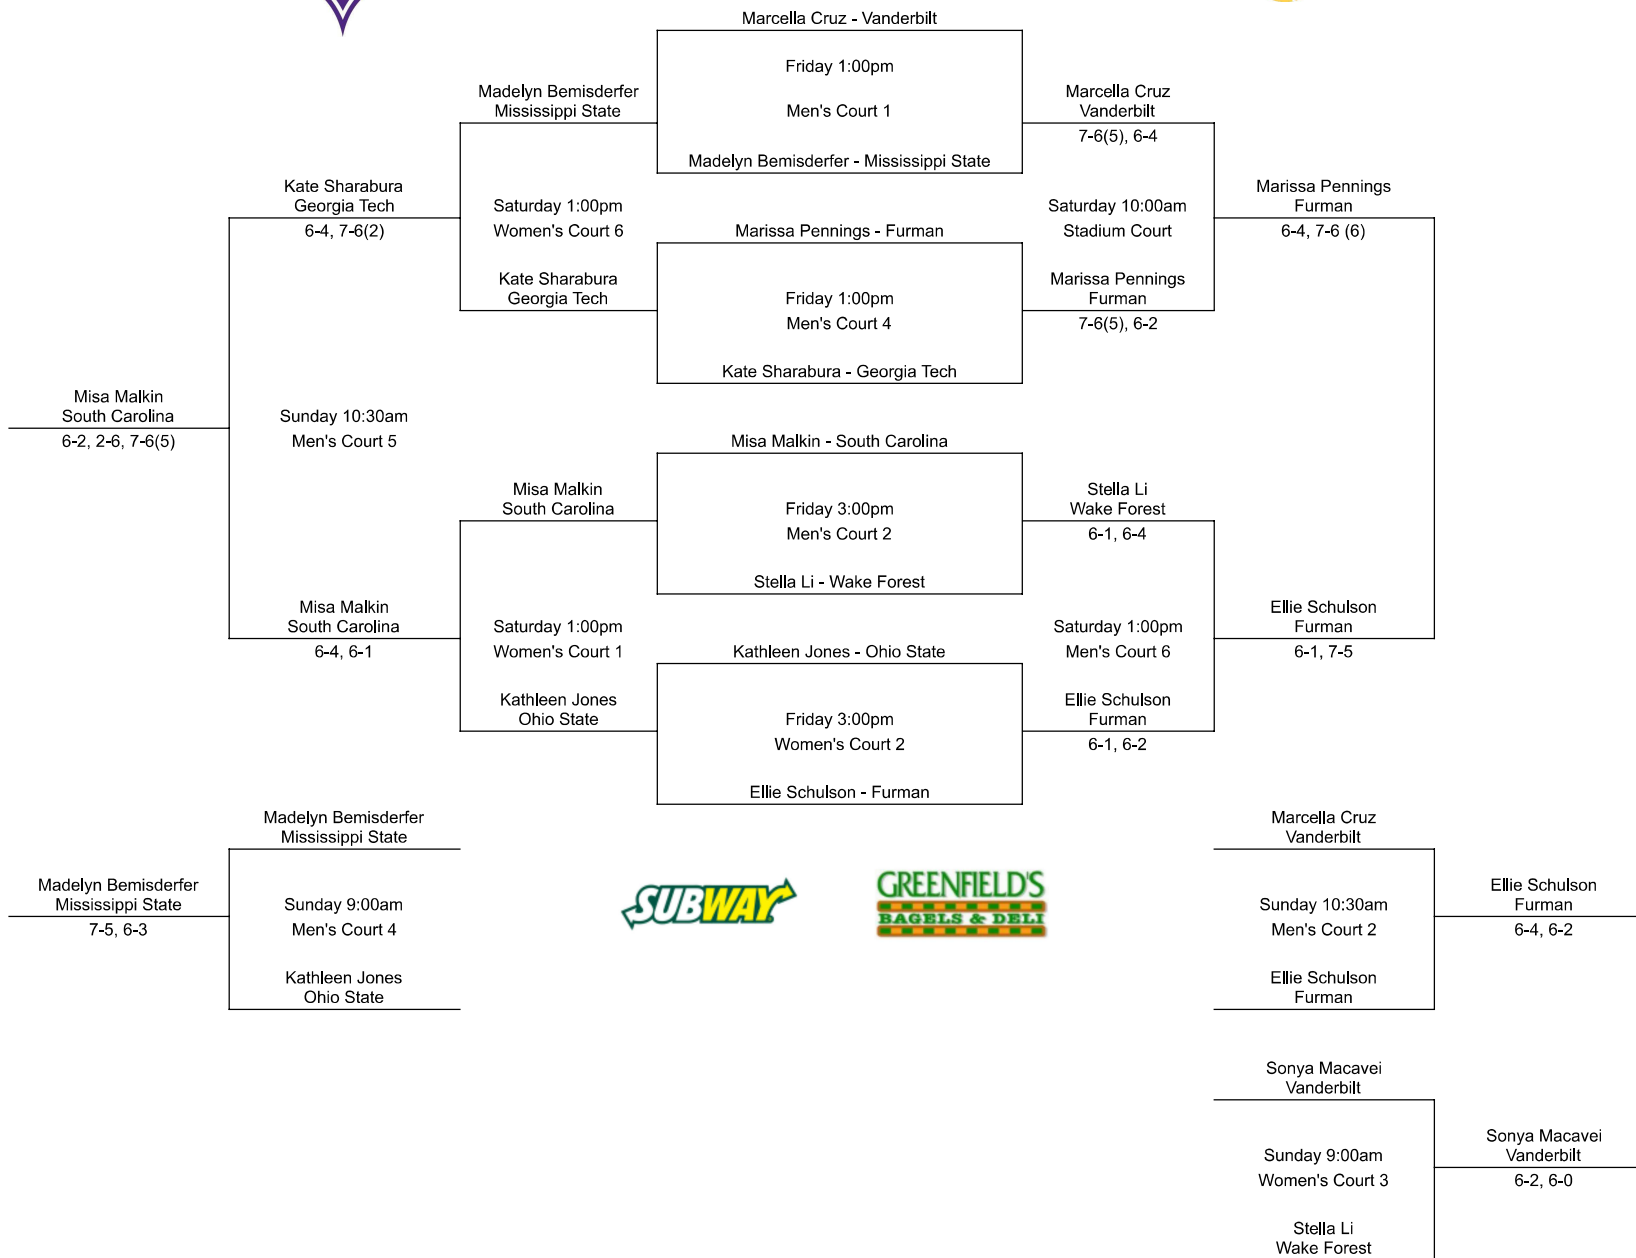 Marcella Cruz - Vanderbilt
Friday 1:00pm
Men's Court 1
Madelyn Bemisderfer - Mississippi State
Madelyn Bemisderfer
Mississippi State
Marcella Cruz
Vanderbilt
7-6(5), 6-4
Kate Sharabura
Georgia Tech
6-4, 7-6(2)
Saturday 1:00pm
Women's Court 6
Marissa Pennings - Furman
Saturday 10:00am
Stadium Court
Marissa Pennings
Furman
6-4, 7-6 (6)
Kate Sharabura
Georgia Tech
Friday 1:00pm
Men's Court 4
Marissa Pennings
Furman
7-6(5), 6-2
Kate Sharabura - Georgia Tech
Misa Malkin
South Carolina
6-2, 2-6, 7-6(5)
Sunday 10:30am
Men's Court 5
Misa Malkin - South Carolina
Misa Malkin
South Carolina
Friday 3:00pm
Men's Court 2
Stella Li
Wake Forest
6-1, 6-4
Stella Li - Wake Forest
Misa Malkin
South Carolina
6-4, 6-1
Saturday 1:00pm
Women's Court 1
Kathleen Jones - Ohio State
Saturday 1:00pm
Men's Court 6
Ellie Schulson
Furman
6-1, 7-5
Kathleen Jones
Ohio State
Friday 3:00pm
Women's Court 2
Ellie Schulson
Furman
6-1, 6-2
Ellie Schulson - Furman
Madelyn Bemisderfer
Mississippi State
Madelyn Bemisderfer
Mississippi State
7-5, 6-3
Sunday 9:00am
Men's Court 4
Kathleen Jones
Ohio State
SUBWAY
GREENFIELD'S
BAGELS & DELI
Marcella Cruz
Vanderbilt
Sunday 10:30am
Men's Court 2
Ellie Schulson
Furman
6-4, 6-2
Ellie Schulson
Furman
Sonya Macavei
Vanderbilt
Sunday 9:00am
Women's Court 3
Sonya Macavei
Vanderbilt
6-2, 6-0
Stella Li
Wake Forest